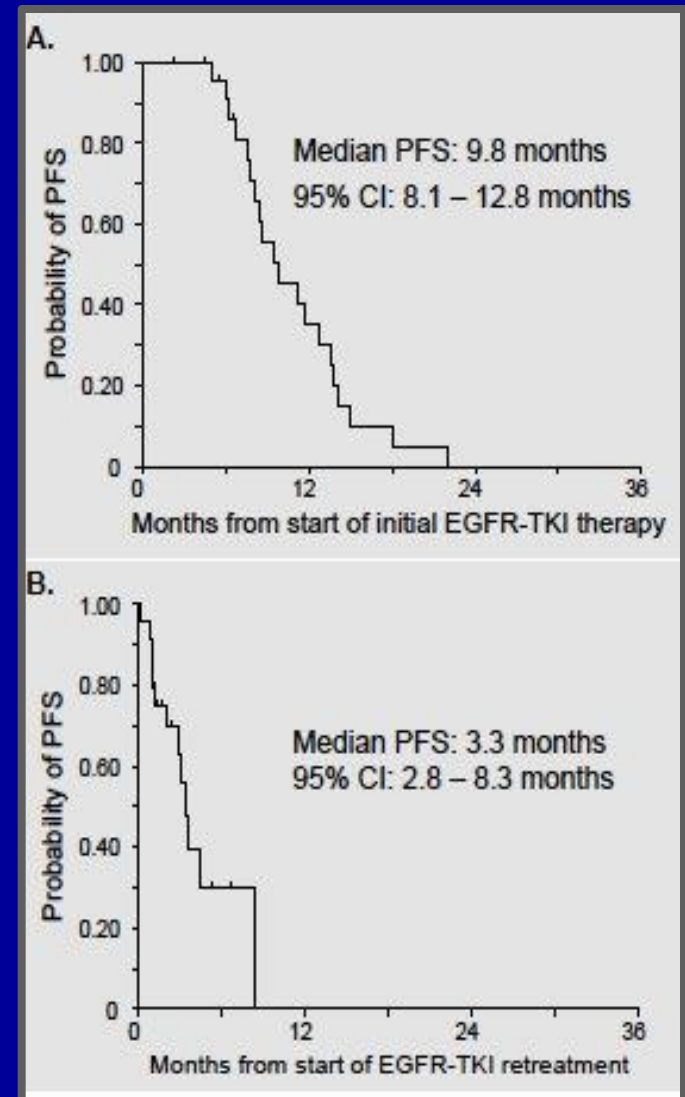 A.
Probability of PFS
1.00
0.80
0.60
0.40
0.20
0
Median PFS: 9.8 months
95% CI: 8.1 – 12.8 months
0 12 24 36
Months from start of initial EGFR-TKI therapy
B.
Probability of PFS
1.00
0.80
0.60
0.40
0.20
0
Median PFS: 3.3 months
95% CI: 2.8 – 8.3 months
0 12 24 36
Months from start of EGFR-TKI retreatment